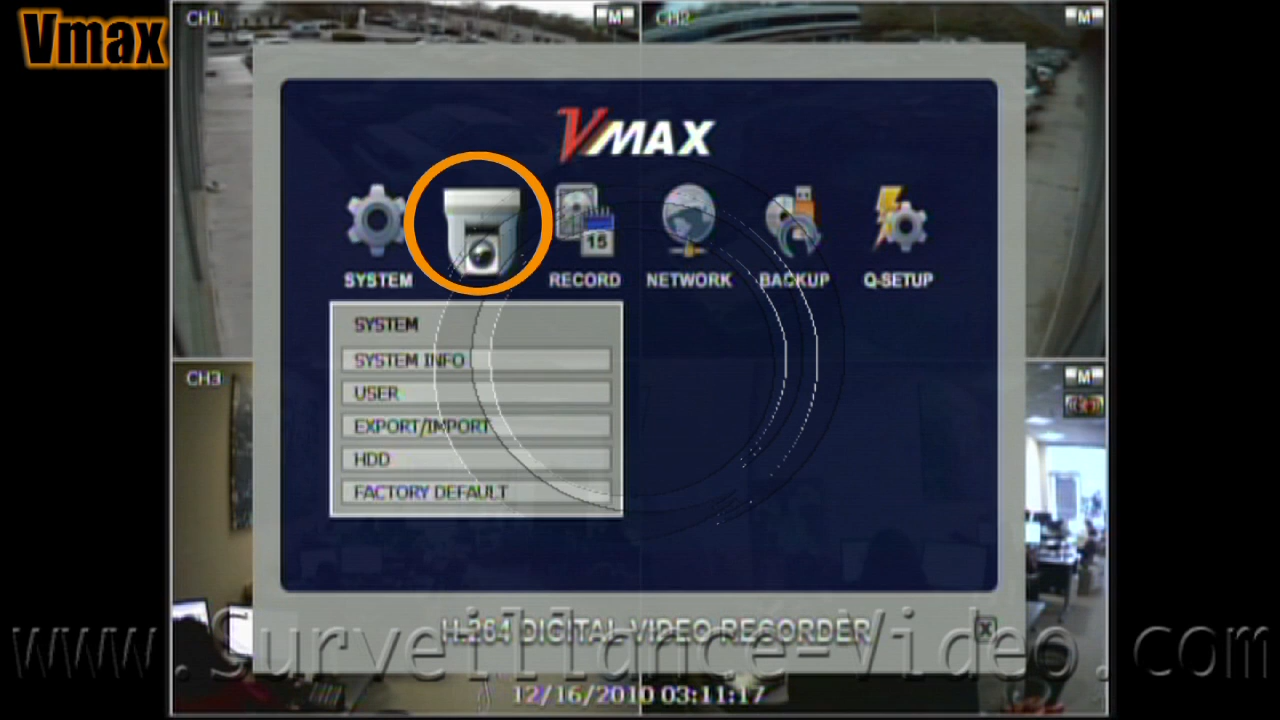 Vmax
CH1
M
CH2
M
VMAX
15
SYSTEM
RECORD
NETWORK
BACKUP
Q-SETUP
SYSTEM
SYSTEM INFO
USER
EXPORT/IMPORT
HDD
FACTORY DEFAULT
CH3
M
H.264 DIGITAL VIDEO RECORDER
X
www.Surveillance-Video.com
12/16/2010 03:11:17